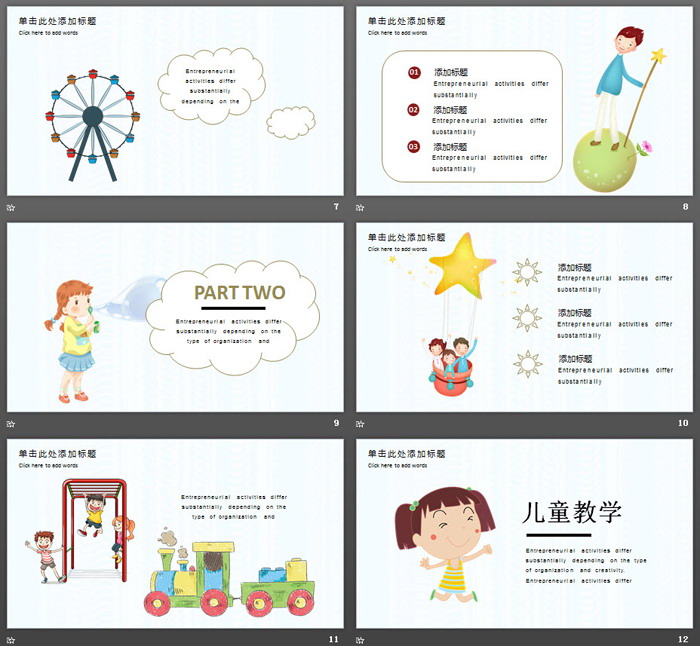 单击此处添加标题
Click here to add words
Entrepreneurial
activities differ
substantially
depending on the
7
单击此处添加标题
Click here to add words
01 添加标题
Entrepreneurial activities differ
substantially
02 添加标题
Entrepreneurial activities differ
substantially
03 添加标题
Entrepreneurial activities differ
substantially
8
PART TWO
Entrepreneurial activities differ
substantially depending on the
type of organization and
9
单击此处添加标题
Click here to add words
添加标题
Entrepreneurial activities differ
substantially
添加标题
Entrepreneurial activities differ
substantially
添加标题
Entrepreneurial activities differ
substantially
10
单击此处添加标题
Click here to add words
Entrepreneurial activities differ
substantially depending on the
type of organization and
11
单击此处添加标题
Click here to add words
儿童教学
Entrepreneurial activities differ
substantially depending on the type
of organization and creativity.
Entrepreneurial activities differ
12